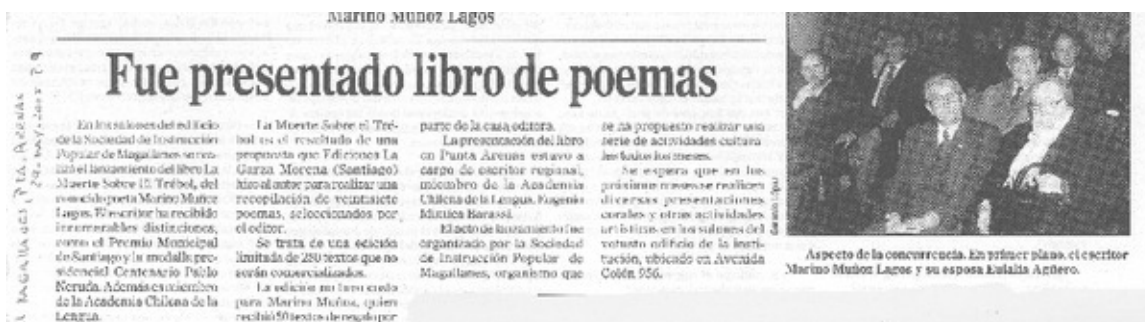 Marino Muñoz Lagos
Fue presentado libro de poemas
En los salones del edificio
de la Sociedad de Instrucción
Popular de Magallanes se rea-
lizó el lanzamiento del libro La
Muerte Sobre El Trébol, del
conocido poeta Marino Muñoz
Lagos. El escritor ha recibido
innumerables distinciones,
como el Premio Municipal
de Santiago y la medalla pre-
sidencial Centenario Pablo
Neruda. Además es miembro
de la Academia Chilena de la
Lengua.
La Muerte Sobre el Tré-
bol es el resultado de una
propuesta que Ediciones La
Garza Morena (Santiago)
hizo al autor para realizar una
recopilación de veintisiete
poemas, seleccionados por
el editor.
Se trata de una edición
limitada de 280 textos que no
serán comercializados.
La edición no tuvo costo
para Marino Muñoz, quien
recibió 50 textos de regalo por
parte de la casa editora.
La presentación del libro
en Punta Arenas estuvo a
cargo de escritor regional,
miembro de la Academia
Chilena de la Lengua, Eugenio
Mimica Barassi.
El acto de lanzamiento fue
organizado por la Sociedad
de Instrucción Popular de
Magallanes, organismo que
se ha propuesto realizar una
serie de actividades cultura-
les todos los meses.
Se espera que en los
próximos meses se realicen
diversas presentaciones
corales y otras actividades
artísticas en los salones del
vetusto edificio de la insti-
tución, ubicado en Avenida
Colón 956.
Aspecto de la concurrencia. En primer plano, el escritor
Marino Muñoz Lagos y su esposa Eulalia Agüero.